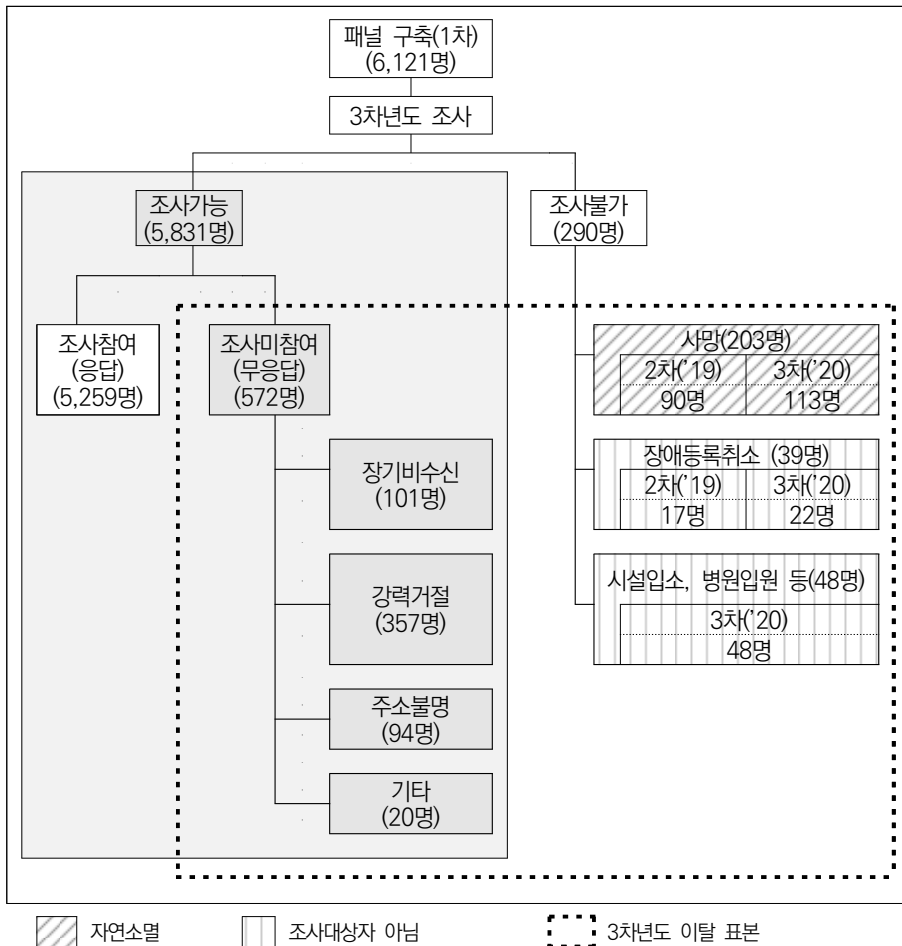 패널 구축(1차)
(6,121명)
3차년도 조사
조사가능
(5,831명)
조사불가
(290명)
조사참여
(응답)
(5,259명)
조사미참여
(무응답)
(572명)
장기비수신
(101명)
강력거절
(357명)
주소불명
(94명)
기타
(20명)
사망(203명)
2차('19) 3차('20)
90명 113명
장애등록취소 (39명)
2차('19) 3차('20)
17명 22명
시설입소, 병원입원 등(48명)
3차('20)
48명
자연소멸 조사대상자 아님 3차년도 이탈 표본